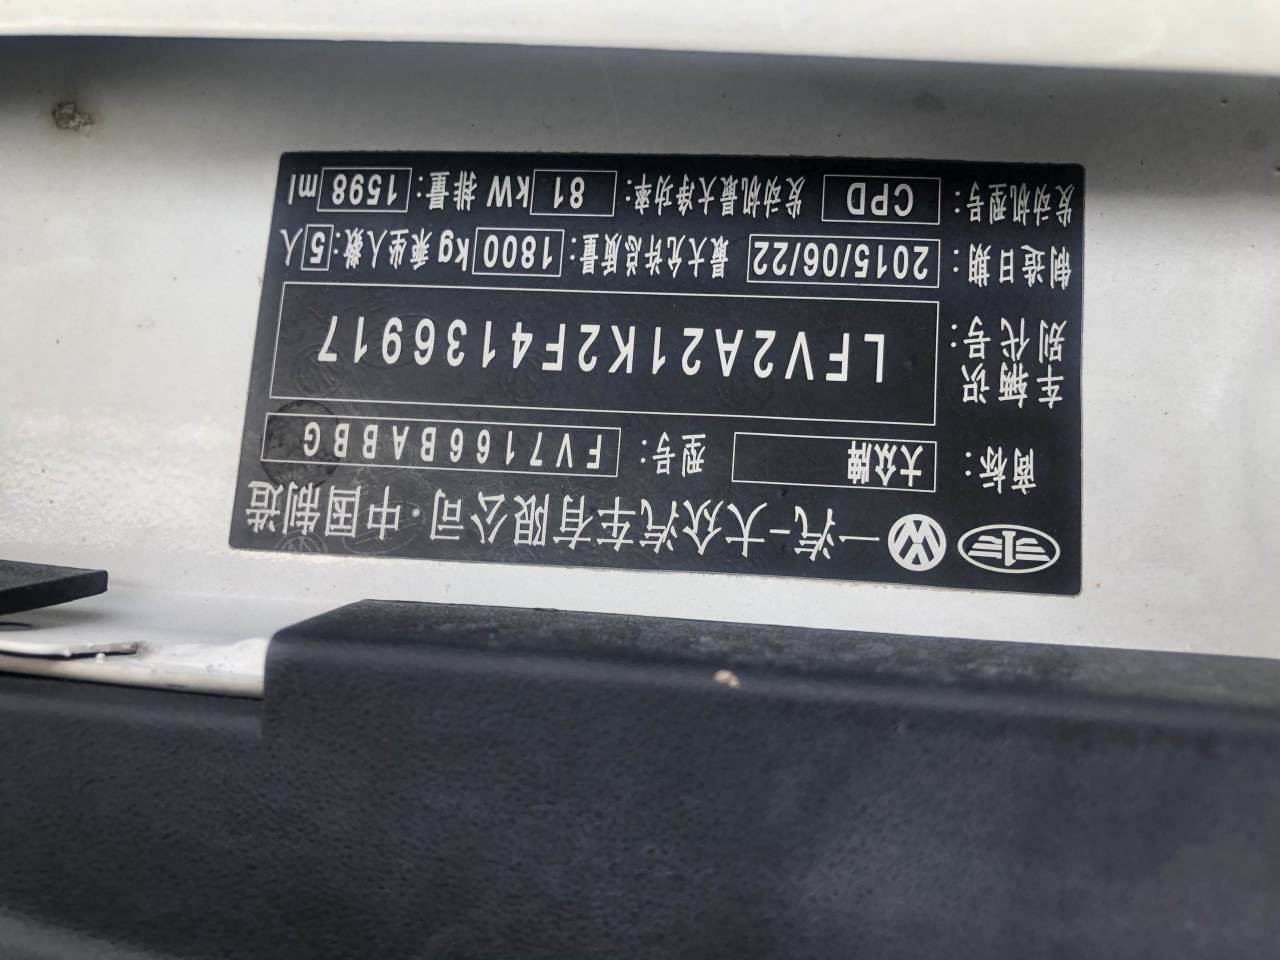 一汽-大众汽车有限公司·中国制造
商标: 大众牌 型号: FV7166BABBG
车辆识别代号: LFV2A21K2F4136917
制造日期: 2015/06/22 最大允许总质量: 1800 kg 乘坐人数: 5 人
发动机型号: CPD 发动机最大净功率: 81 kW 排量: 1598 ml